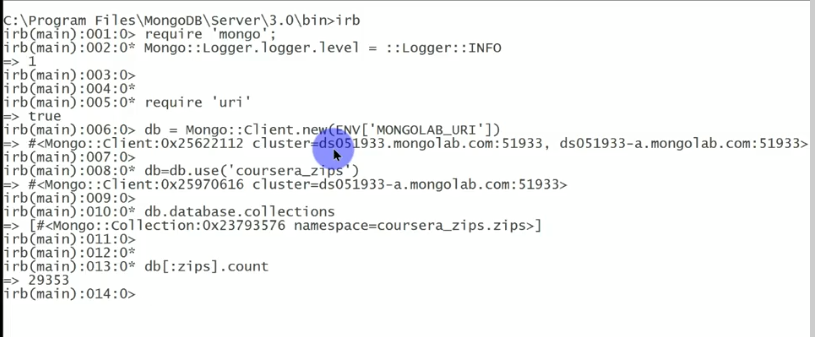 C:\Program Files\MongoDB\Server\3.0\bin>irb
irb(main):001:0> require 'mongo';
irb(main):002:0* Mongo::Logger.logger.level = ::Logger::INFO
=> 1
irb(main):003:0>
irb(main):004:0*
irb(main):005:0* require 'uri'
=> true
irb(main):006:0> db = Mongo::Client.new(ENV['MONGOLAB_URI'])
=> #<Mongo::Client:0x25622112 cluster=ds051933.mongolab.com:51933, ds051933-a.mongolab.com:51933>
irb(main):007:0>
irb(main):008:0* db=db.use('coursera_zips')
=> #<Mongo::Client:0x25970616 cluster=ds051933-a.mongolab.com:51933>
irb(main):009:0>
irb(main):010:0* db.database.collections
=> [#<Mongo::Collection:0x23793576 namespace=coursera_zips.zips>]
irb(main):011:0>
irb(main):012:0*
irb(main):013:0* db[:zips].count
=> 29353
irb(main):014:0>